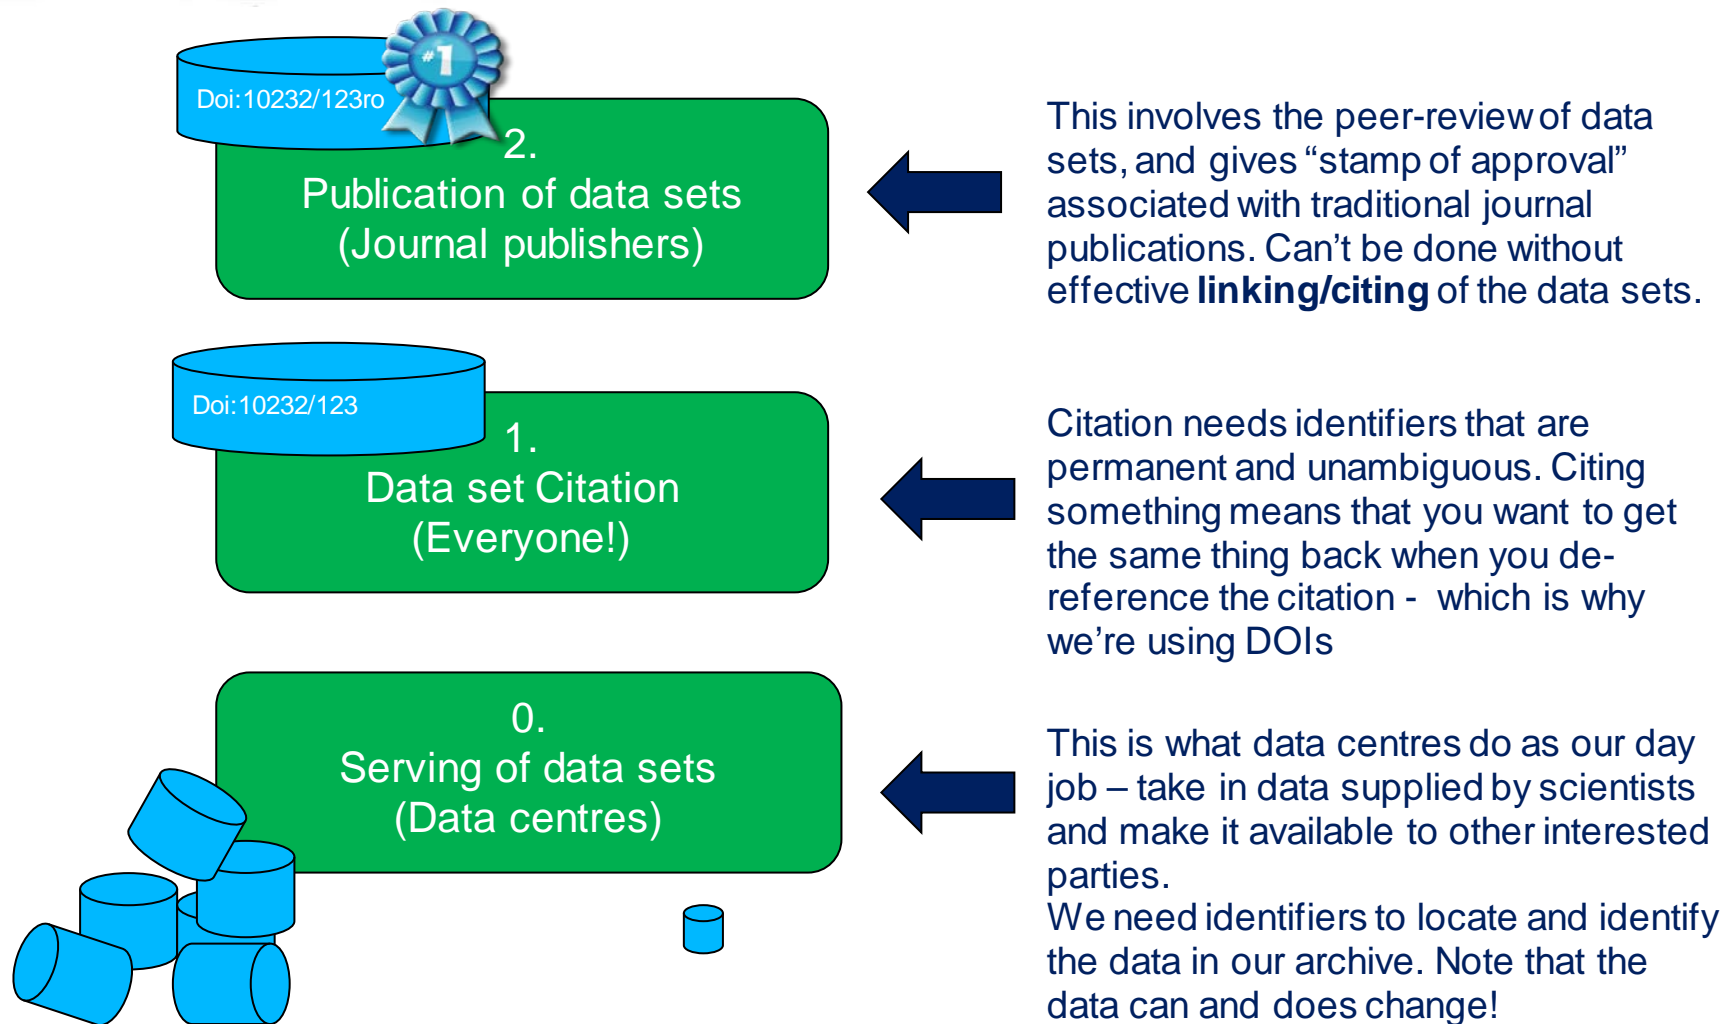 #1
Doi:10232/123ro
2.
Publication of data sets
(Journal publishers)
This involves the peer-review of data
sets, and gives “stamp of approval”
associated with traditional journal
publications. Can’t be done without
effective linking/citing of the data sets.
Doi:10232/123
1.
Data set Citation
(Everyone!)
Citation needs identifiers that are
permanent and unambiguous. Citing
something means that you want to get
the same thing back when you de-
reference the citation -  which is why
we’re using DOIs
0.
Serving of data sets
(Data centres)
This is what data centres do as our day
job – take in data supplied by scientists
and make it available to other interested
parties.
We need identifiers to locate and identify
the data in our archive. Note that the
data can and does change!